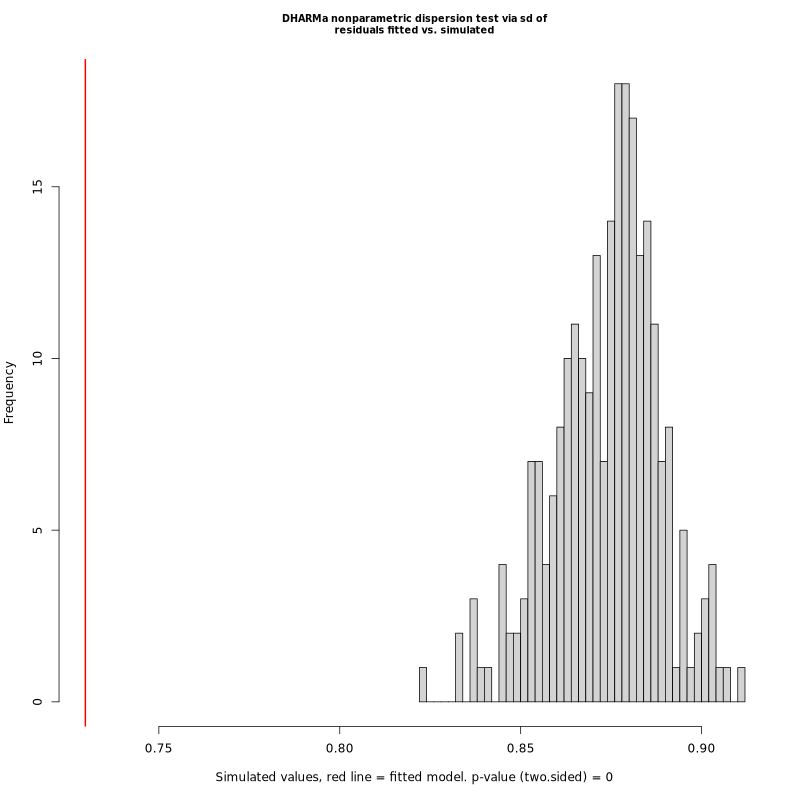 DHARMa nonparametric dispersion test via sd of
residuals fitted vs. simulated
Frequency
15
10
5
0
0.75 0.80 0.85 0.90
Simulated values, red line = fitted model. p-value (two.sided) = 0